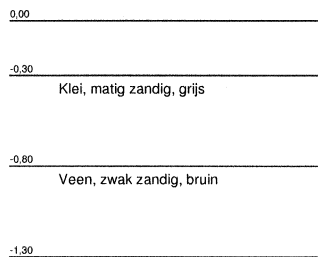 0,00
-0,30
Klei, matig zandig, grijs
-0,80
Veen, zwak zandig, bruin
-1,30